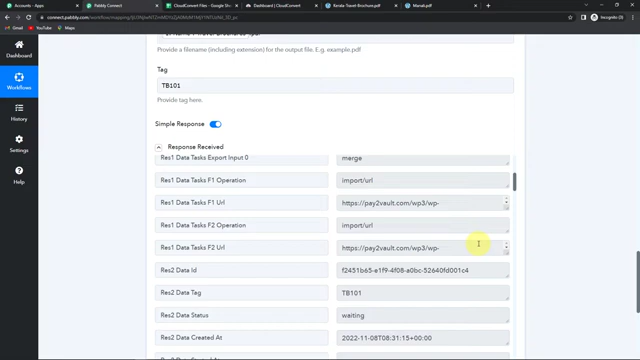 Accounts - Apps
Pabbly Connect
CloudConvert Files - Google Sh
Dashboard | CloudConvert
Kerala-Travel-Brochure.pdf
Manali.pdf
Incognito (3)
Gmail
YouTube
Maps
Dashboard
Workflows
History
Settings
Help
Provide a filename (including extension) for the output file. E.g. example.pdf
Tag
TB101
Provide tag here.
Simple Response
Response Received
Res1 Data Tasks Export Input 0
merge
Res1 Data Tasks F1 Operation
import/url
Res1 Data Tasks F1 Url
https://pay2vault.com/wp3/wp-
Res1 Data Tasks F2 Operation
import/url
Res1 Data Tasks F2 Url
https://pay2vault.com/wp3/wp-
Res2 Data Id
f2451b65-e1f9-4f08-a0bc-52640fd001c4
Res2 Data Tag
TB101
Res2 Data Status
waiting
Res2 Data Created At
2022-11-08T08:31:15+00:00